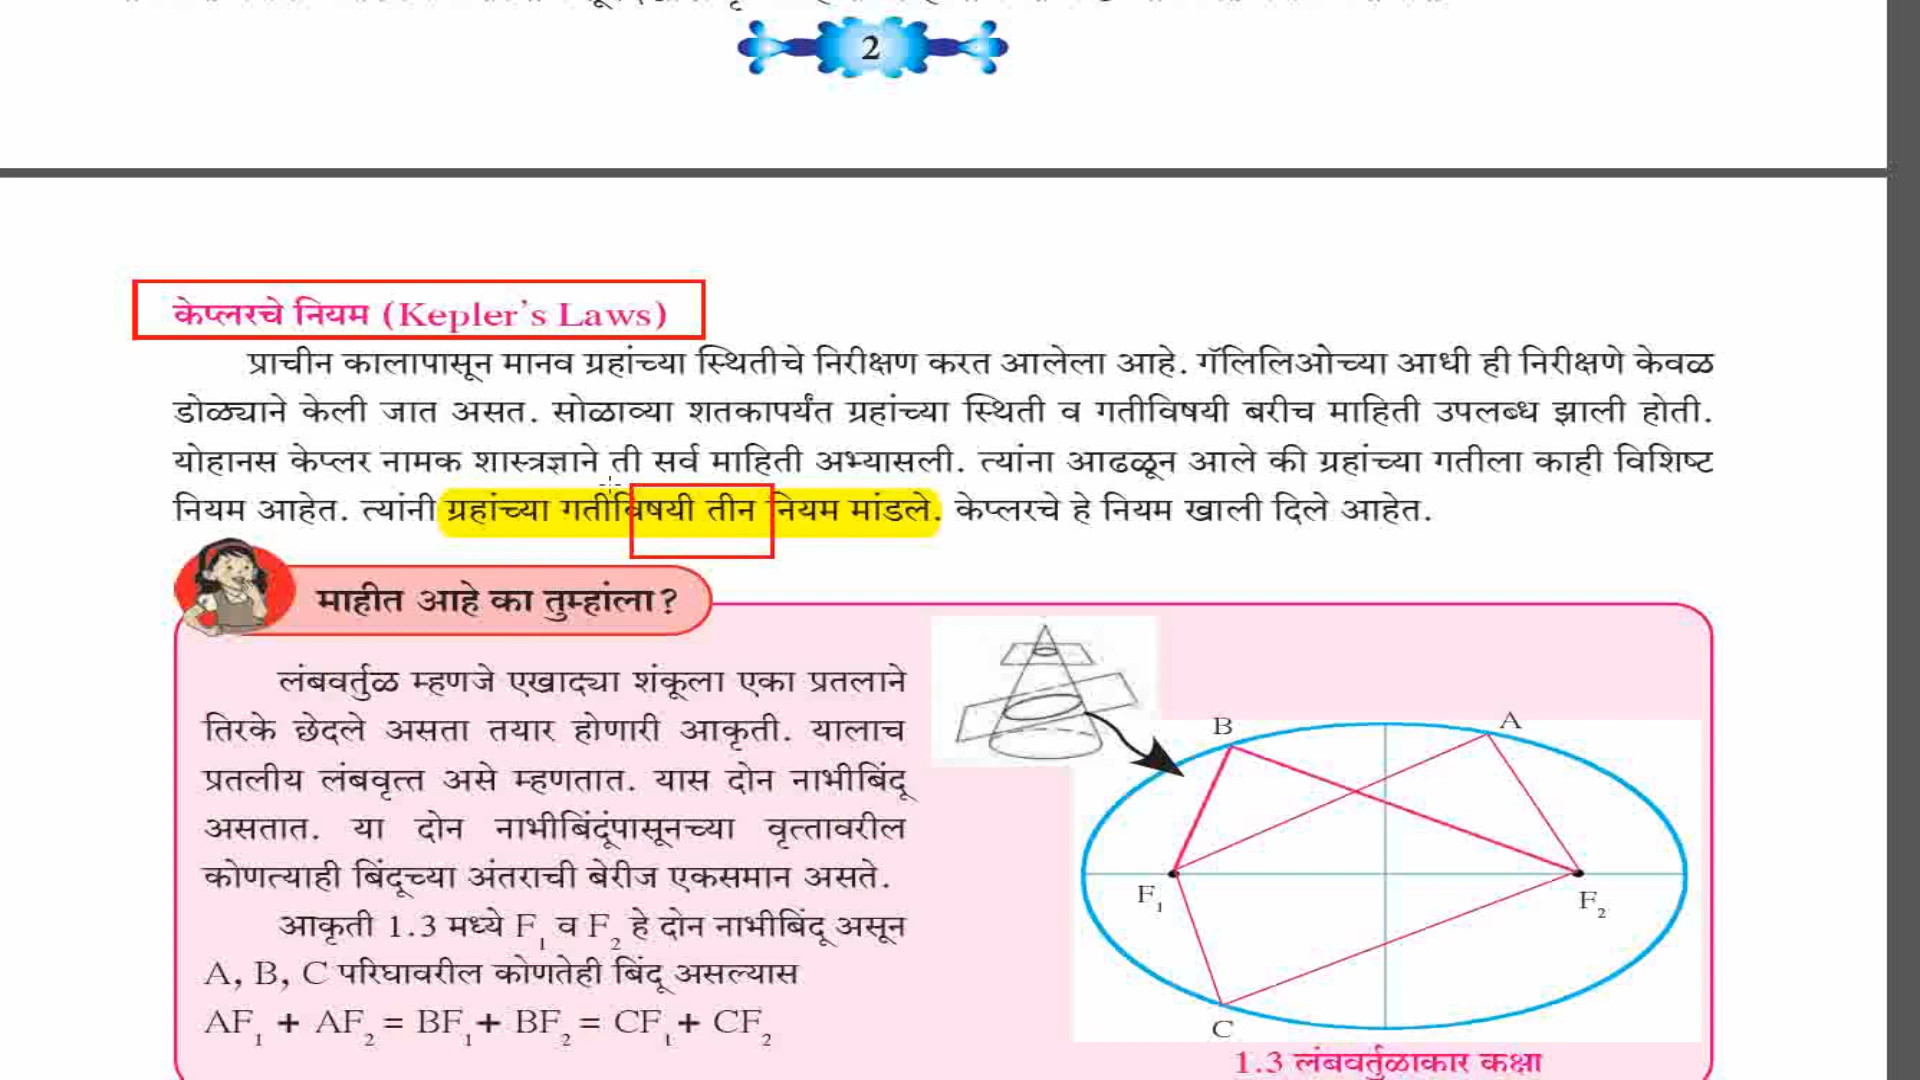 2
केप्लरचे नियम (Kepler's Laws)
प्राचीन कालापासून मानव ग्रहांच्या स्थितीचे निरीक्षण करत आलेला आहे. गॅलिलिओच्या आधी ही निरीक्षणे केवळ
डोळ्याने केली जात असत. सोळाव्या शतकापर्यंत ग्रहांच्या स्थिती व गतीविषयी बरीच माहिती उपलब्ध झाली होती.
योहानस केप्लर नामक शास्त्रज्ञाने ती सर्व माहिती अभ्यासली. त्यांना आढळून आले की ग्रहांच्या गतीला काही विशिष्ट
नियम आहेत. त्यांनी ग्रहांच्या गतीविषयी तीन नियम मांडले. केप्लरचे हे नियम खाली दिले आहेत.
माहीत आहे का तुम्हांला?
लंबवर्तुळ म्हणजे एखाद्या शंकूला एका प्रतलाने
तिरके छेदले असता तयार होणारी आकृती. यालाच
प्रतलीय लंबवृत्त असे म्हणतात. यास दोन नाभीबिंदू
असतात. या दोन नाभीबिंदूंपासूनच्या वृत्तावरील
कोणत्याही बिंदूच्या अंतराची बेरीज एकसमान असते.
आकृती 1.3 मध्ये F₁ व F₂ हे दोन नाभीबिंदू असून
A, B, C परिघावरील कोणतेही बिंदू असल्यास
AF₁ + AF₂ = BF₁ + BF₂ = CF₁ + CF₂
B
A
F₁
F₂
C
1.3 लंबवर्तुळाकार कक्षा